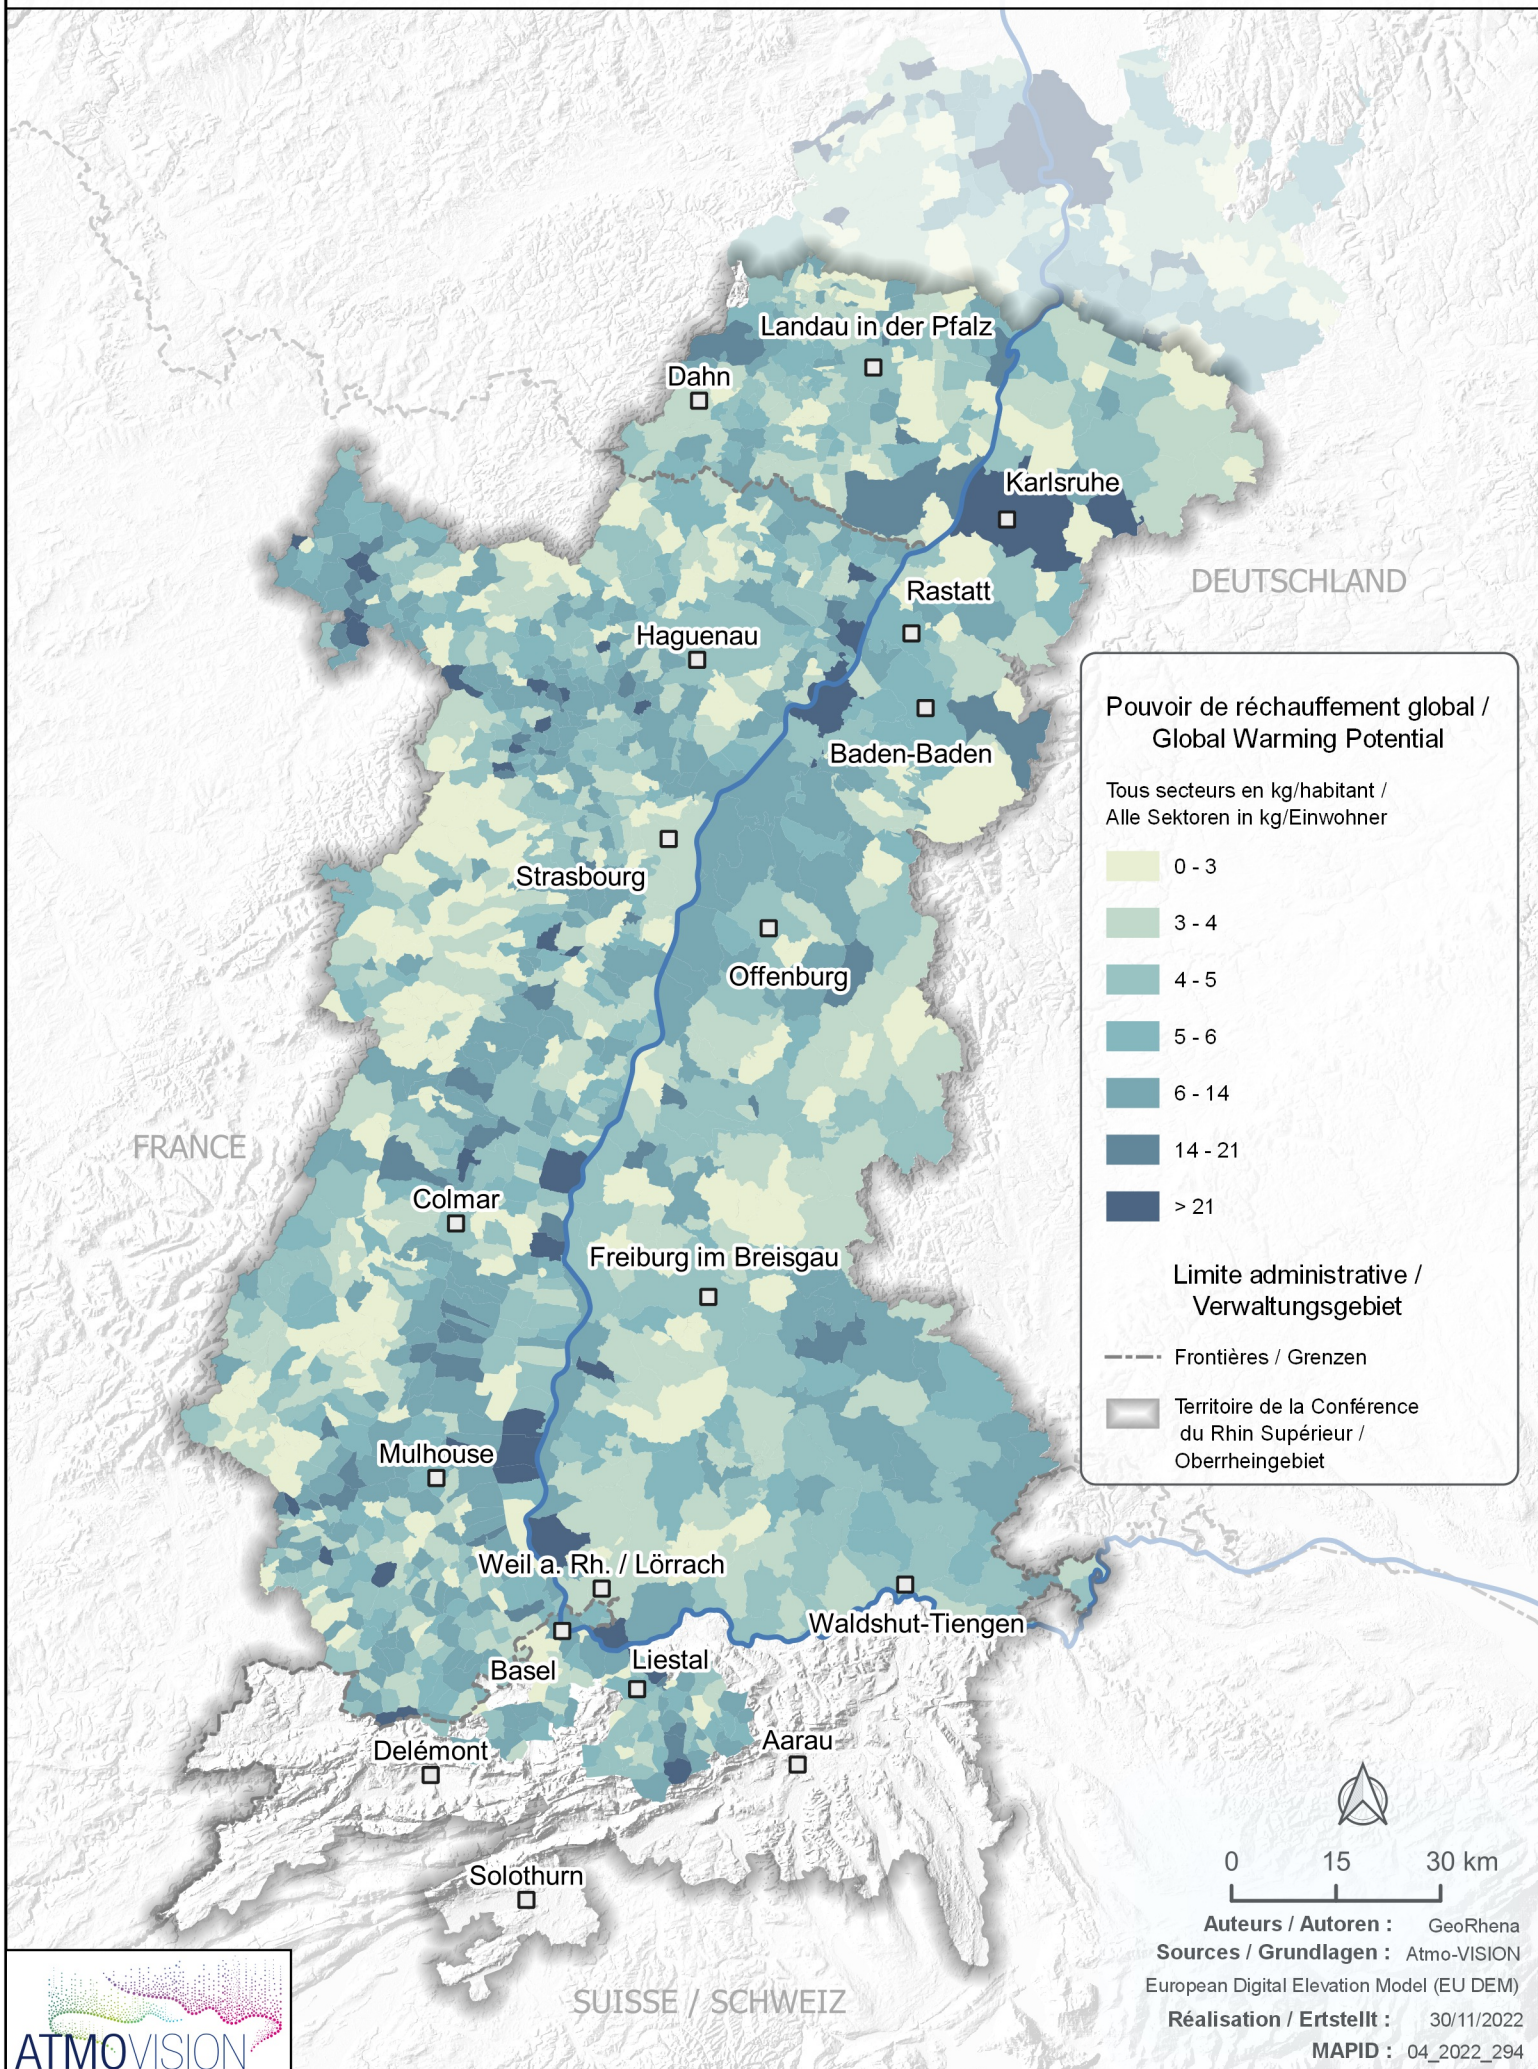 Landau in der Pfalz
Dahn
Karlsruhe
DEUTSCHLAND
Rastatt
Haguenau
Baden-Baden
Strasbourg
Offenburg
FRANCE
Colmar
Freiburg im Breisgau
Mulhouse
Weil a. Rh. / Lörrach
Waldshut-Tiengen
Basel
Liestal
Delémont
Aarau
Solothurn
SUISSE / SCHWEIZ
Pouvoir de réchauffement global /
Global Warming Potential
Tous secteurs en kg/habitant /
Alle Sektoren in kg/Einwohner
0 - 3
3 - 4
4 - 5
5 - 6
6 - 14
14 - 21
> 21
Limite administrative /
Verwaltungsgebiet
Frontières / Grenzen
Territoire de la Conférence
du Rhin Supérieur /
Oberrheingebiet
0 15 30 km
Auteurs / Autoren : GeoRhena
Sources / Grundlagen : Atmo-VISION
European Digital Elevation Model (EU DEM)
Réalisation / Ertstellt : 30/11/2022
MAPID : 04_2022_294
ATMOVISION